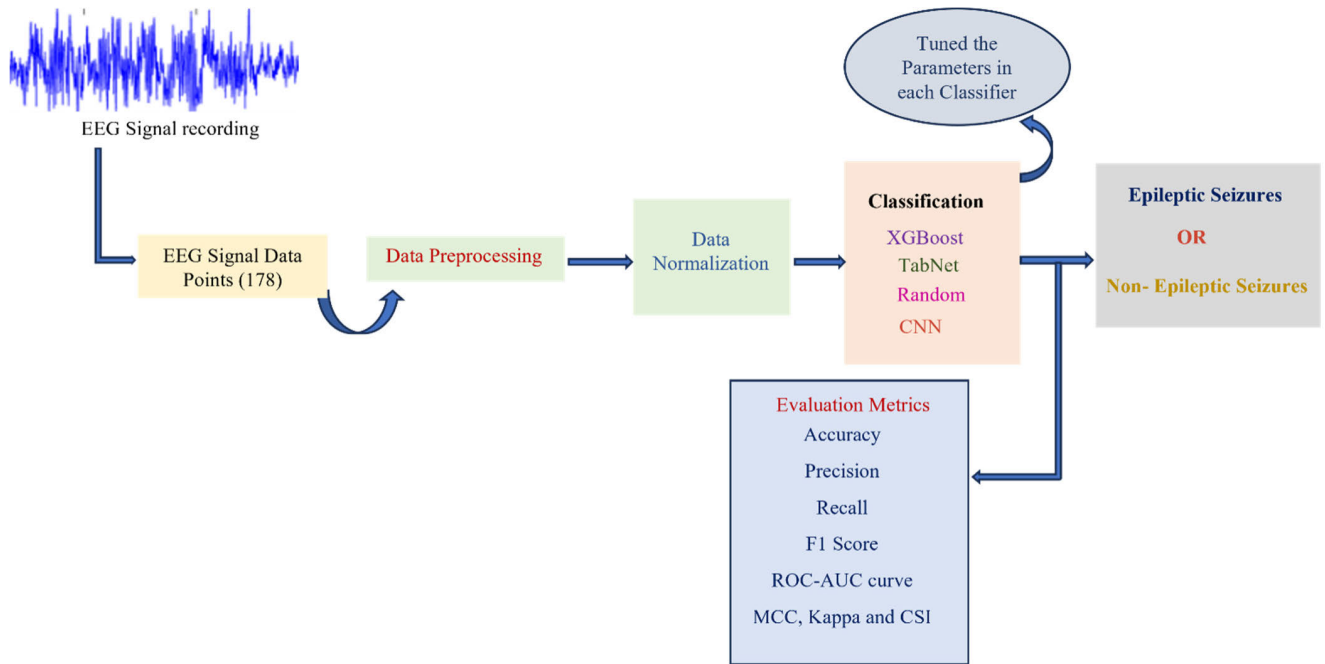 EEG Signal recording
EEG Signal Data
Points (178)
Data Preprocessing
Data
Normalization
Tuned the
Parameters in
each Classifier
Classification
XGBoost
TabNet
Random
CNN
Epileptic Seizures
OR
Non- Epileptic Seizures
Evaluation Metrics
Accuracy
Precision
Recall
F1 Score
ROC-AUC curve
MCC, Kappa and CSI